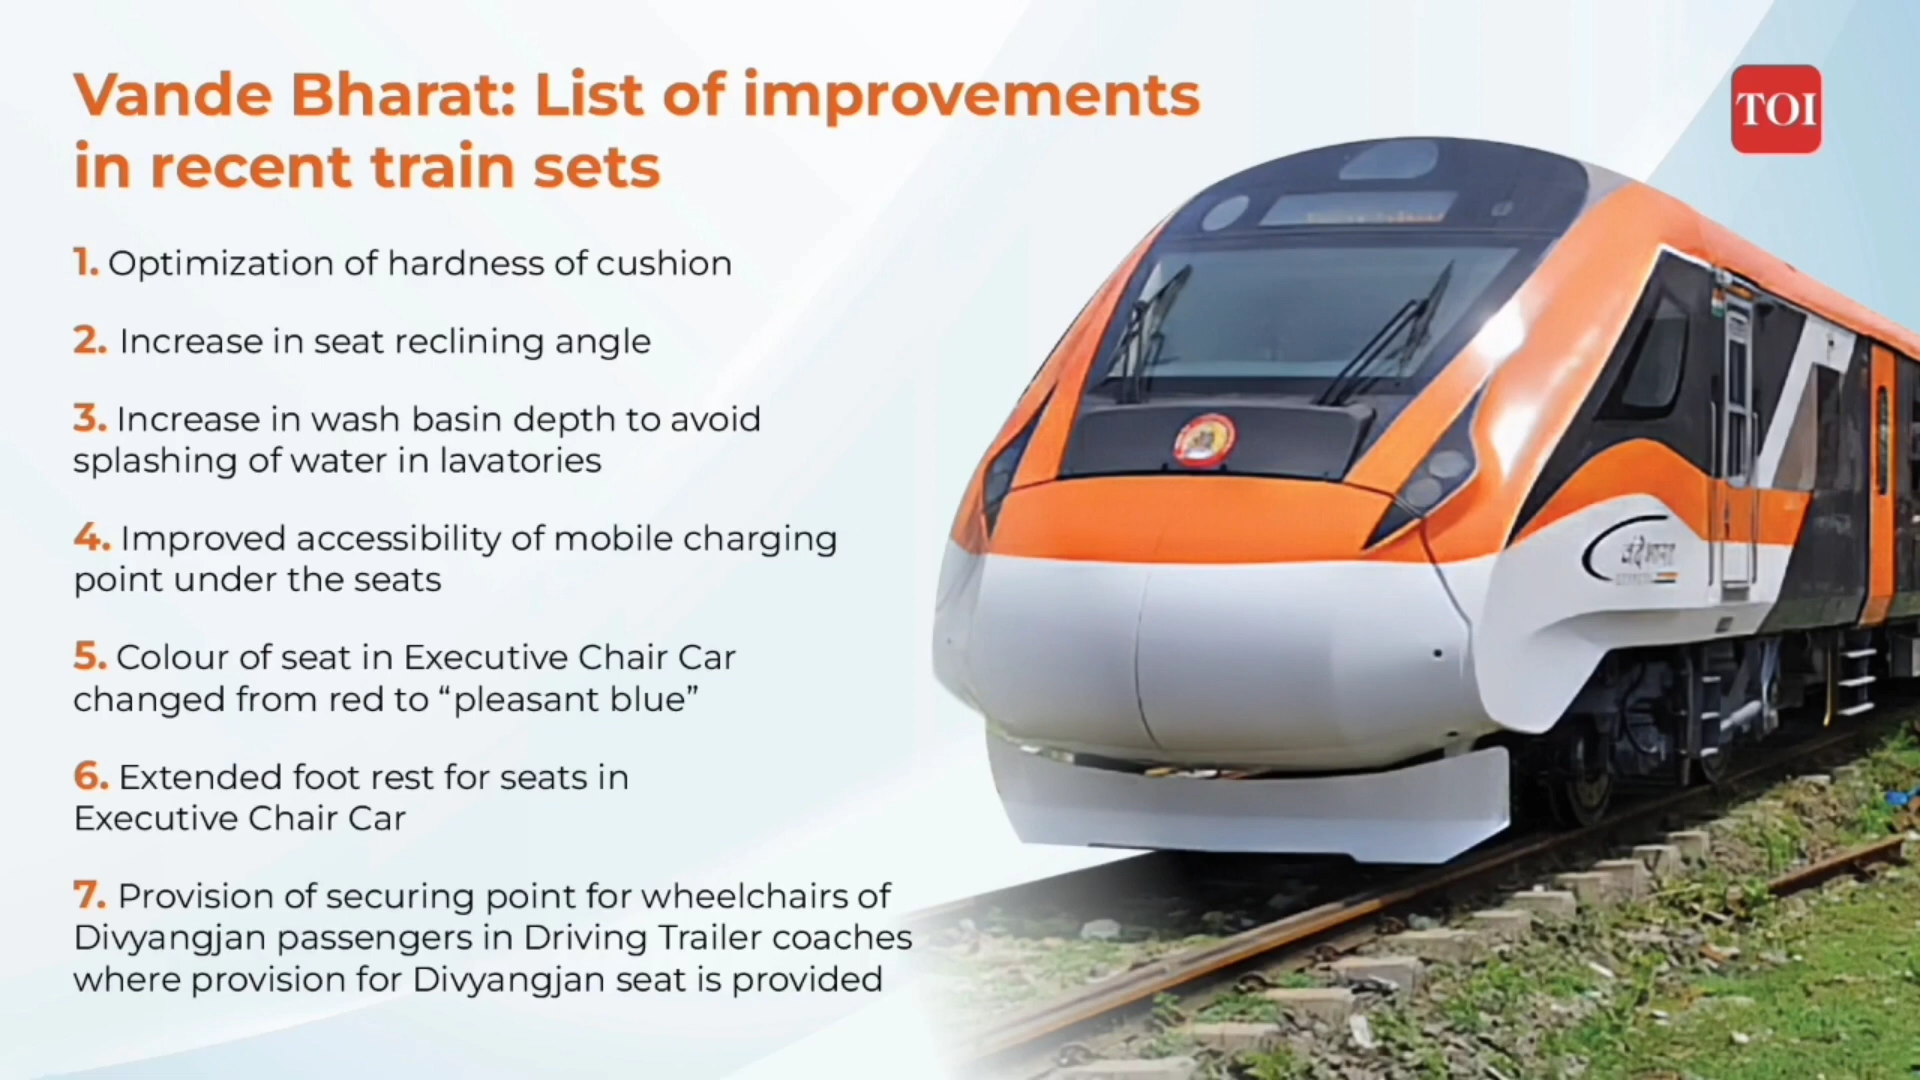 Vande Bharat: List of improvements
in recent train sets
TOI
1. Optimization of hardness of cushion
2. Increase in seat reclining angle
3. Increase in wash basin depth to avoid
splashing of water in lavatories
4. Improved accessibility of mobile charging
point under the seats
5. Colour of seat in Executive Chair Car
changed from red to “pleasant blue”
6. Extended foot rest for seats in
Executive Chair Car
7. Provision of securing point for wheelchairs of
Divyangjan passengers in Driving Trailer coaches
where provision for Divyangjan seat is provided
वंदे भारत